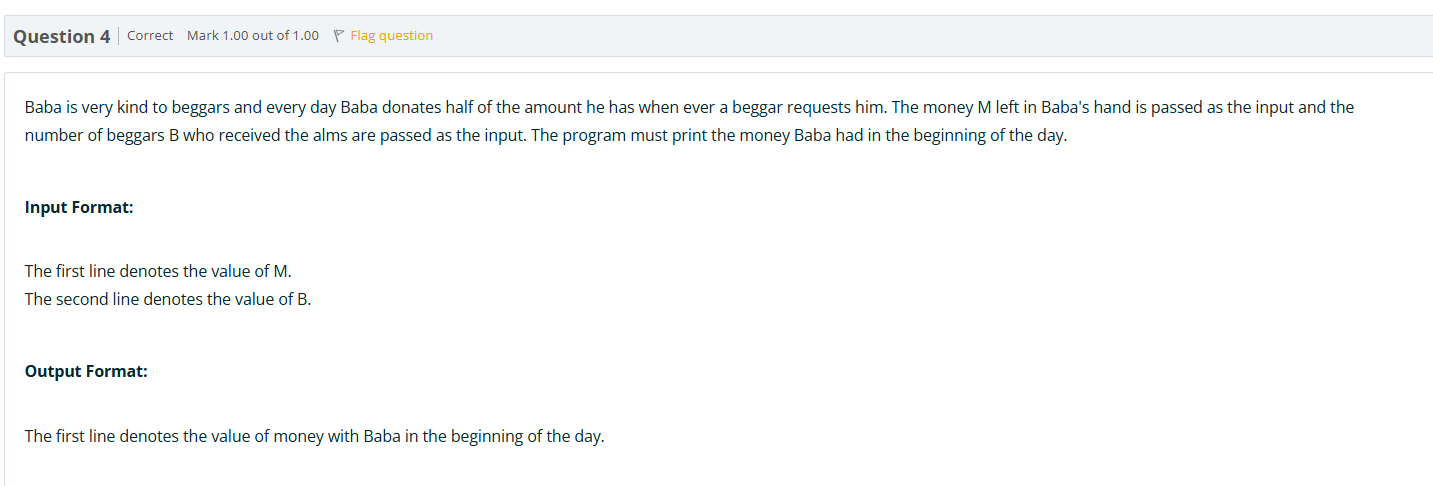 Question 4 Correct Mark 1.00 out of 1.00 Flag question
Baba is very kind to beggars and every day Baba donates half of the amount he has when ever a beggar requests him. The money M left in Baba's hand is passed as the input and the
number of beggars B who received the alms are passed as the input. The program must print the money Baba had in the beginning of the day.
Input Format:
The first line denotes the value of M.
The second line denotes the value of B.
Output Format:
The first line denotes the value of money with Baba in the beginning of the day.